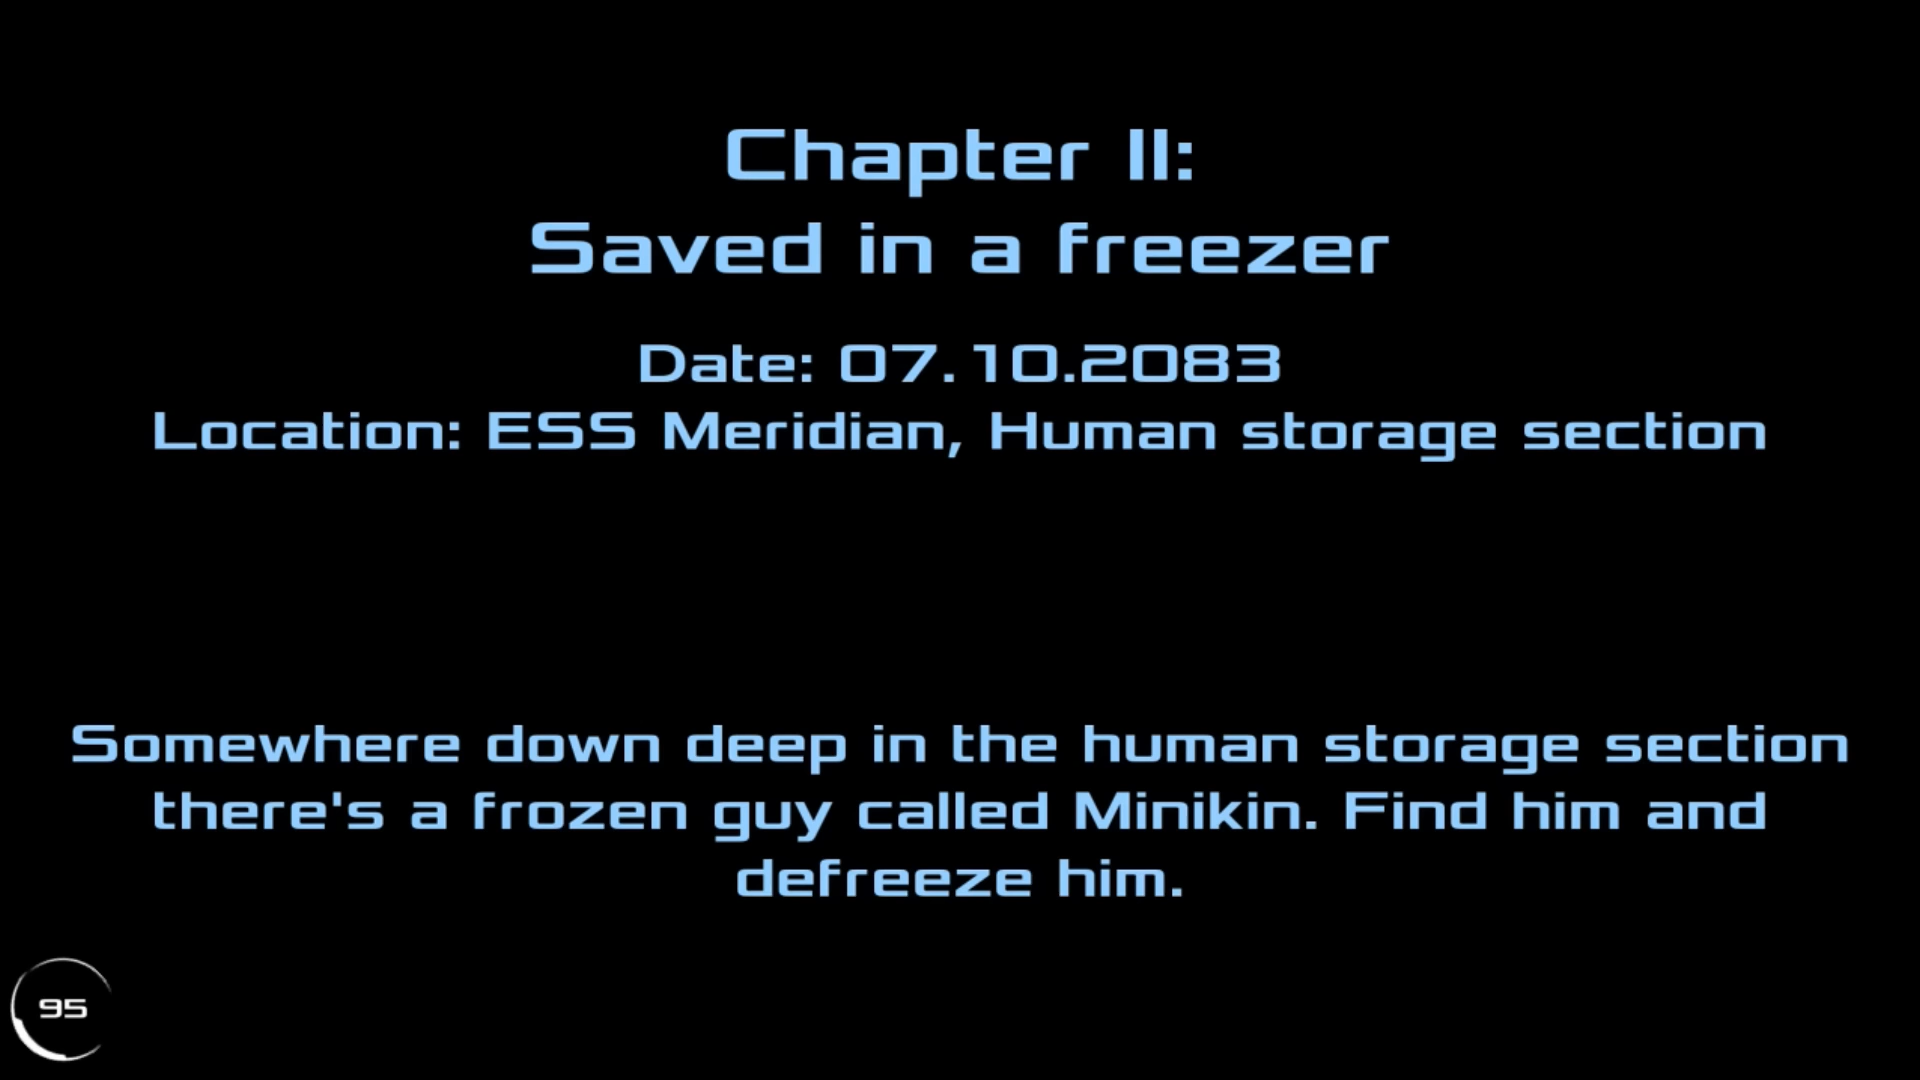 Chapter II:
Saved in a freezer
Date: 07.10.2083
Location: ESS Meridian, Human storage section
Somewhere down deep in the human storage section
there's a frozen guy called Minikin. Find him and
defreeze him.
95